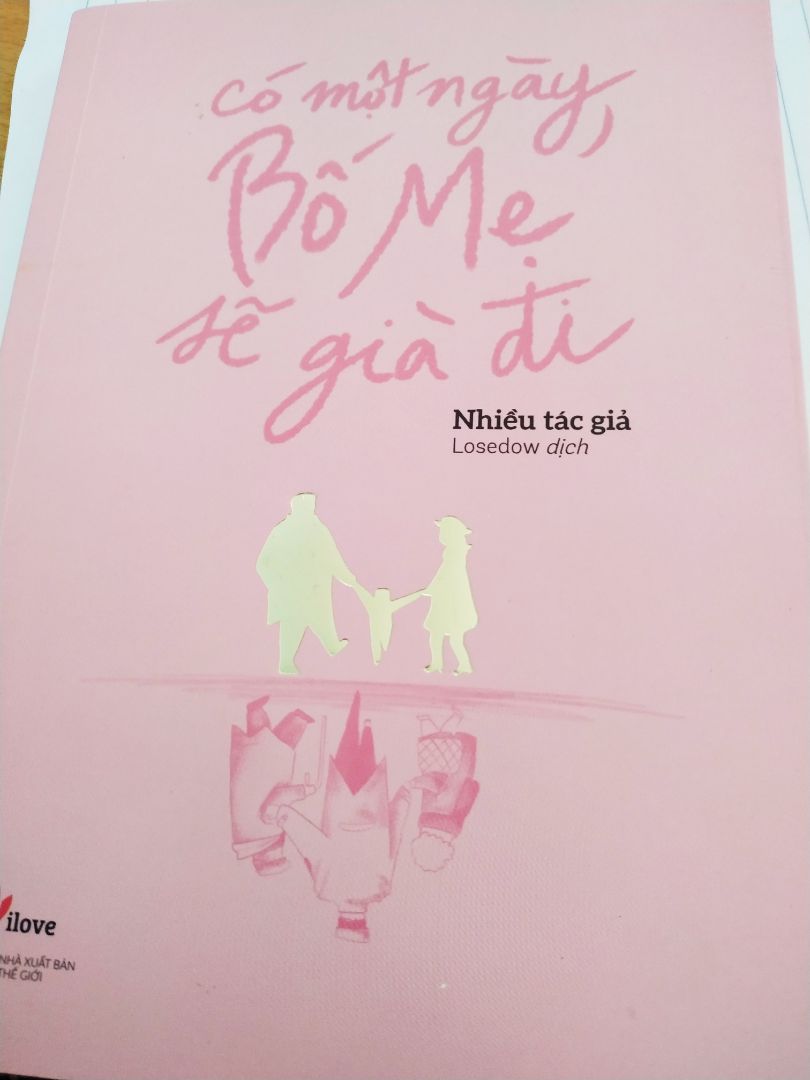 có một ngày,
Bố Mẹ
sẽ già đi
Nhiều tác giả
Losedow dịch
ilove
NHÀ XUẤT BẢN
THẾ GIỚI